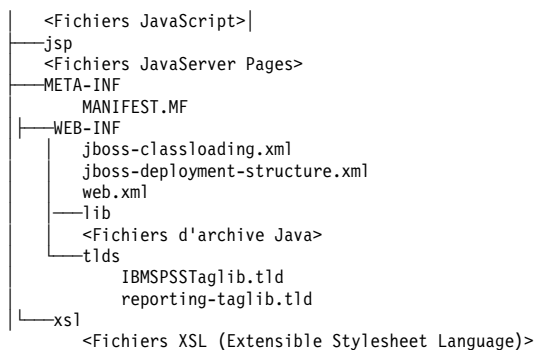 │   <Fichiers JavaScript>│
├───jsp
│   <Fichiers JavaServer Pages>
├───META-INF
│       MANIFEST.MF
│├───WEB-INF
││   │   jboss-classloading.xml
││   │   jboss-deployment-structure.xml
││   │   web.xml
││   ├───lib
││   │   <Fichiers d'archive Java>
││   └───tlds
│           IBMSPSSTaglib.tld
│           reporting-taglib.tld
│└───xsl
        <Fichiers XSL (Extensible Stylesheet Language)>